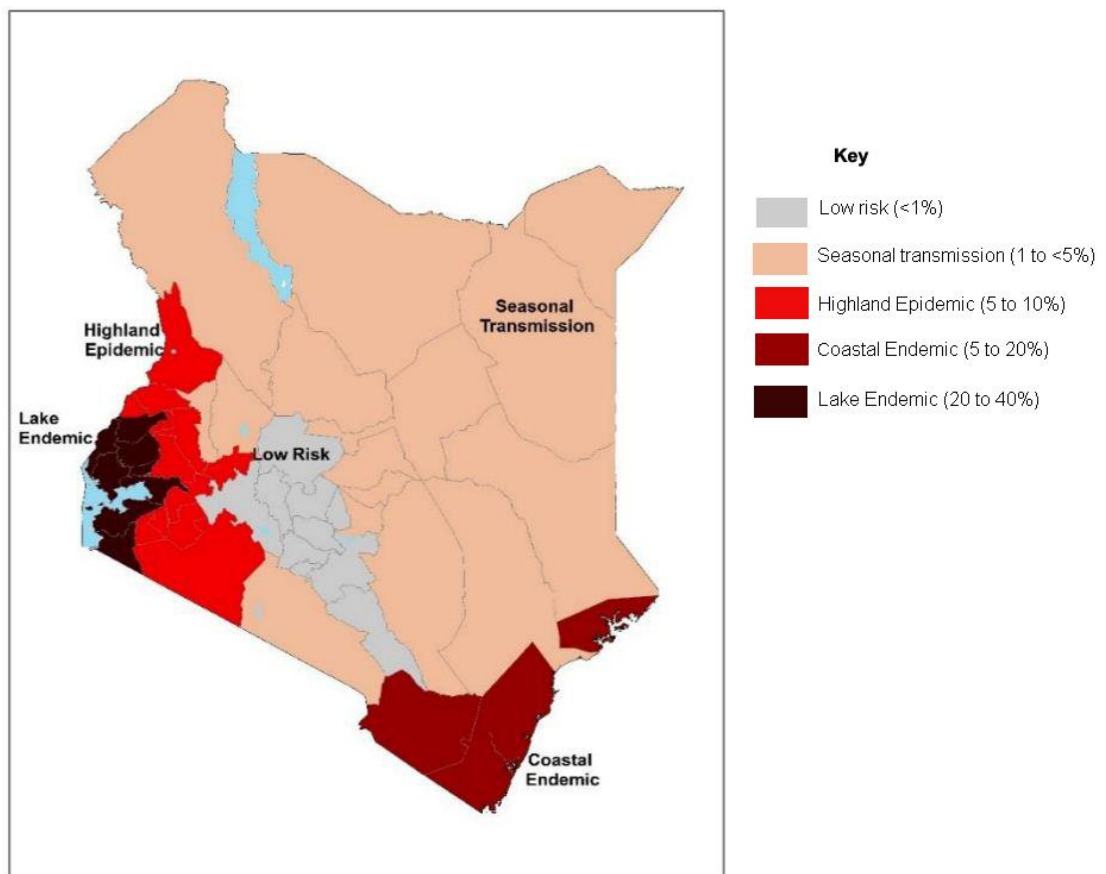 Highland
Epidemic
Lake
Endemic
Low Risk
Seasonal
Transmission
Coastal
Endemic
Key
Low risk (<1%)
Seasonal transmission (1 to <5%)
Highland Epidemic (5 to 10%)
Coastal Endemic (5 to 20%)
Lake Endemic (20 to 40%)